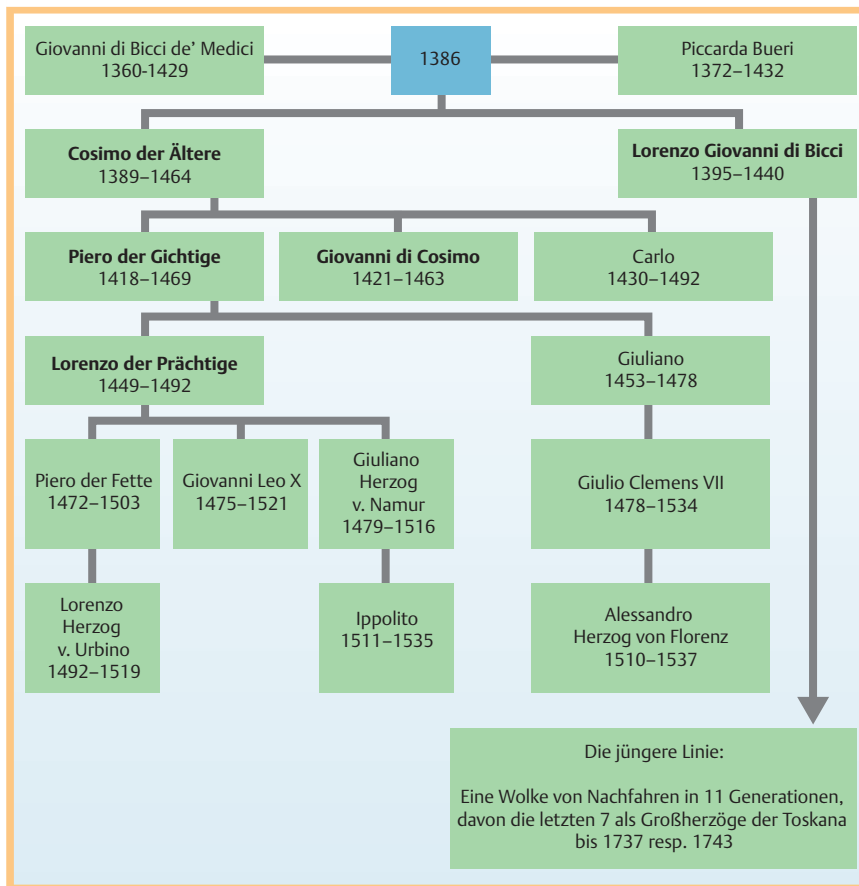 Giovanni di Bicci de’ Medici
1360-1429
1386
Piccarda Bueri
1372–1432
Cosimo der Ältere
1389–1464
Lorenzo Giovanni di Bicci
1395–1440
Piero der Gichtige
1418–1469
Giovanni di Cosimo
1421–1463
Carlo
1430–1492
Lorenzo der Prächtige
1449–1492
Giuliano
1453–1478
Piero der Fette
1472–1503
Giovanni Leo X
1475–1521
Giuliano
Herzog
v. Namur
1479–1516
Giulio Clemens VII
1478–1534
Lorenzo
Herzog
v. Urbino
1492–1519
Ippolito
1511–1535
Alessandro
Herzog von Florenz
1510–1537
Die jüngere Linie:
Eine Wolke von Nachfahren in 11 Generationen,
davon die letzten 7 als Großherzöge der Toskana
bis 1737 resp. 1743